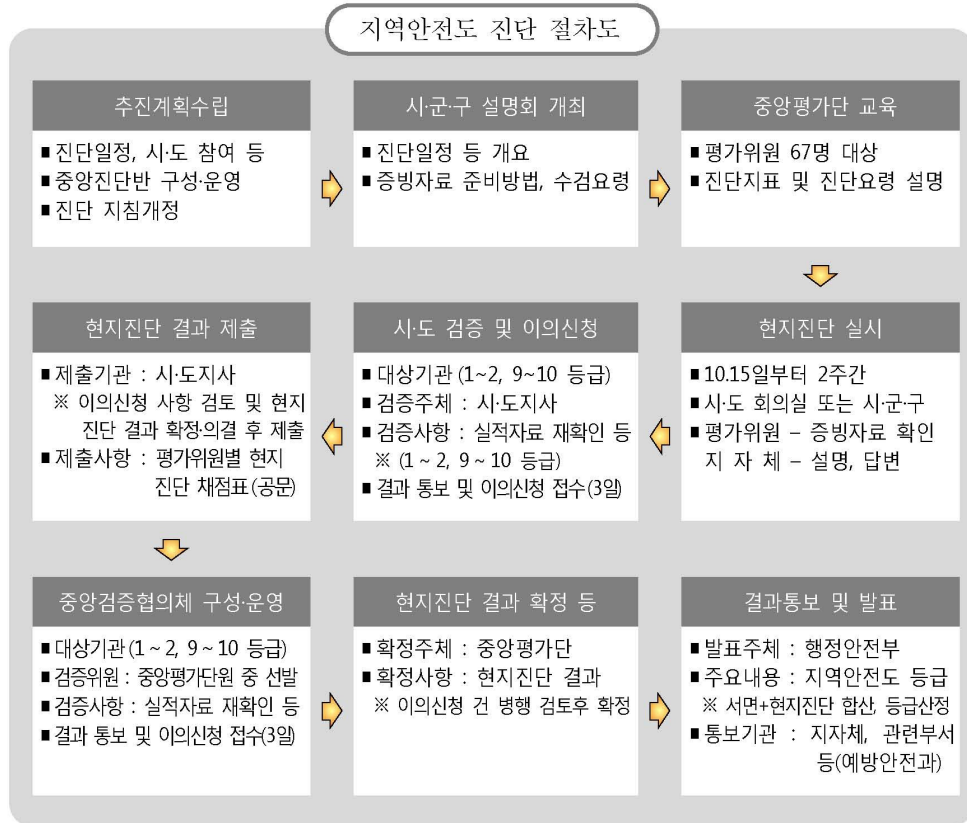 지역안전도 진단 절차도
추진계획수립
■ 진단일정, 시·도 참여 등
■ 중앙진단반 구성·운영
■ 진단 지침개정
시·군·구 설명회 개최
■ 진단일정 등 개요
■ 증빙자료 준비방법, 수검요령
중앙평가단 교육
■ 평가위원 67명 대상
■ 진단지표 및 진단요령 설명
현지진단 실시
■ 10.15일부터 2주간
■ 시·도 회의실 또는 시·군·구
■ 평가위원 – 증빙자료 확인
지 자 체 – 설명, 답변
시·도 검증 및 이의신청
■ 대상기관 (1~2, 9~10 등급)
■ 검증주체 : 시·도지사
■ 검증사항 : 실적자료 재확인 등
※ (1 ~ 2, 9 ~ 10 등급)
■ 결과 통보 및 이의신청 접수(3일)
현지진단 결과 제출
■ 제출기관 : 시·도지사
※ 이의신청 사항 검토 및 현지
진단 결과 확정·의결 후 제출
■ 제출사항 : 평가위원별 현지
진단 채점표 (공문)
중앙검증협의체 구성·운영
■ 대상기관 (1 ~ 2, 9 ~ 10 등급)
■ 검증위원 : 중앙평가단원 중 선발
■ 검증사항 : 실적자료 재확인 등
■ 결과 통보 및 이의신청 접수(3일)
현지진단 결과 확정 등
■ 확정주체 : 중앙평가단
■ 확정사항 : 현지진단 결과
※ 이의신청 건 병행 검토후 확정
결과통보 및 발표
■ 발표주체 : 행정안전부
■ 주요내용 : 지역안전도 등급
※ 서면+현지진단 합산, 등급산정
■ 통보기관 : 지자체, 관련부서
등(예방안전과)